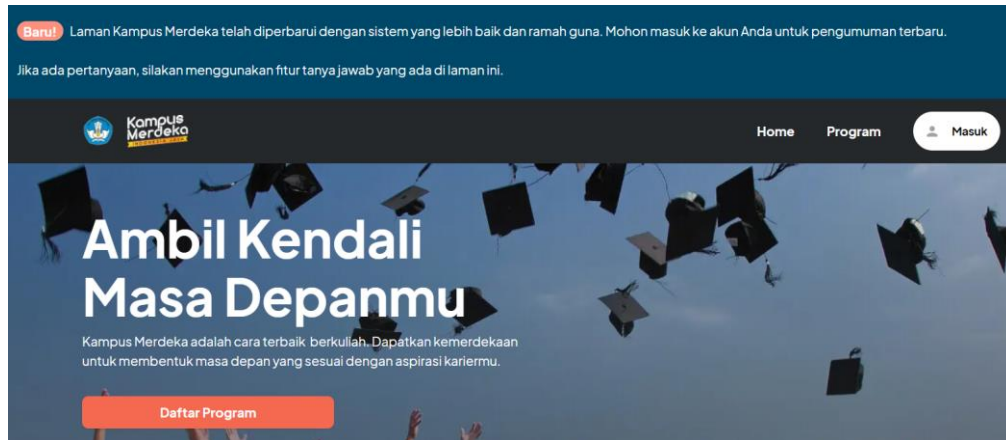 Baru! Laman Kampus Merdeka telah diperbarui dengan sistem yang lebih baik dan ramah guna. Mohon masuk ke akun Anda untuk pengumuman terbaru.
Jika ada pertanyaan, silakan menggunakan fitur tanya jawab yang ada di laman ini.
Kampus
Merdeka
INDONESIA JAYA
Home Program Masuk
Ambil Kendali
Masa Depanmu
Kampus Merdeka adalah cara terbaik berkuliah. Dapatkan kemerdekaan
untuk membentuk masa depan yang sesuai dengan aspirasi kariermu.
Daftar Program